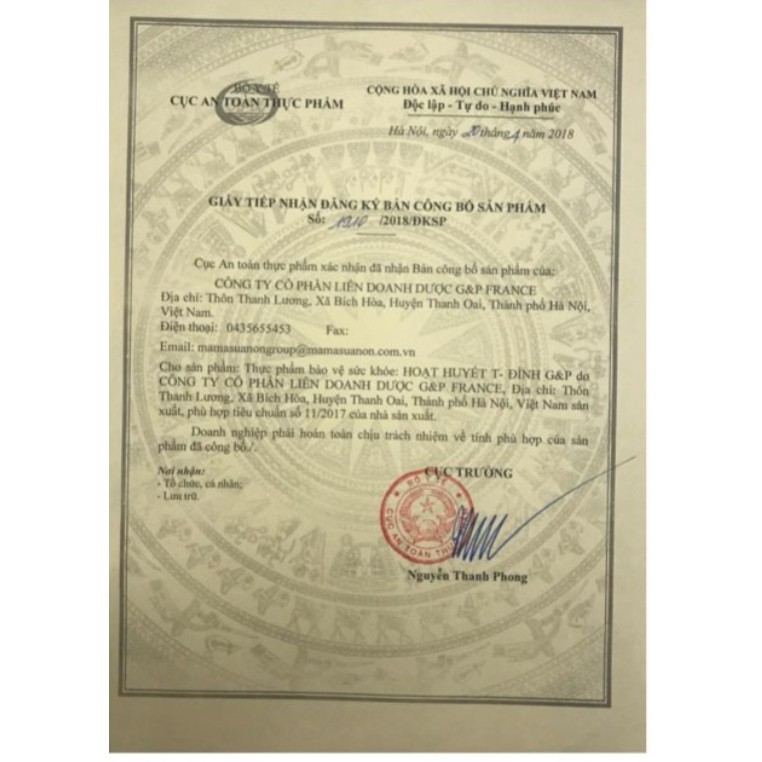 BỘ Y TẾ
CỤC AN TOÀN THỰC PHẨM
CỘNG HÒA XÃ HỘI CHỦ NGHĨA VIỆT NAM
Độc lập - Tự do - Hạnh phúc
Hà Nội, ngày 20 tháng 4 năm 2018
GIẤY TIẾP NHẬN ĐĂNG KÝ BẢN CÔNG BỐ SẢN PHẨM
Số: /2018/ĐKSP
Cục An toàn thực phẩm xác nhận đã nhận Bản công bố sản phẩm của:
CÔNG TY CỔ PHẦN LIÊN DOANH DƯỢC G&P FRANCE
Địa chỉ: Thôn Thanh Lương, Xã Bích Hòa, Huyện Thanh Oai, Thành phố Hà Nội,
Việt Nam.
Điện thoại: 0435655453 Fax:
Email: mamasuanongroup@mamasuanon.com.vn
Cho sản phẩm: Thực phẩm bảo vệ sức khỏe: HOẠT HUYẾT T- ĐÌNH G&P do
CÔNG TY CỔ PHẦN LIÊN DOANH DƯỢC G&P FRANCE, Địa chỉ: Thôn
Thanh Lương, Xã Bích Hòa, Huyện Thanh Oai, Thành phố Hà Nội, Việt Nam sản
xuất, phù hợp tiêu chuẩn số 11/2017 của nhà sản xuất.
Doanh nghiệp phải hoàn toàn chịu trách nhiệm về tính phù hợp của sản
phẩm đã công bố./.
Nơi nhận:
- Tổ chức, cá nhân;
- Lưu trữ.
CỤC TRƯỞNG
BỘ Y TẾ
CỤC AN TOÀN
Nguyễn Thanh Phong